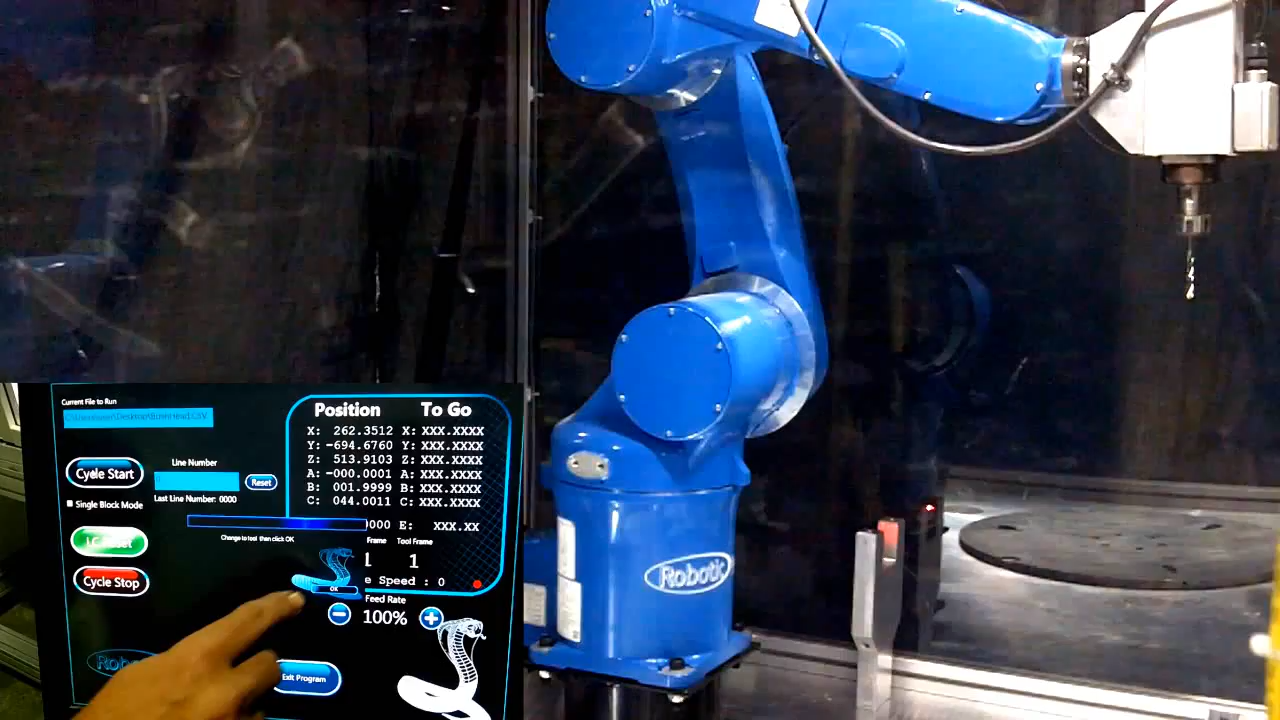 Current File to Run
Position To Go
X: 262.3512 X: XXX.XXXX
Y: -694.6760 Y: XXX.XXXX
Z: 513.9103 Z: XXX.XXXX
A: -000.0001 A: XXX.XXXX
B: 001.9999 B: XXX.XXXX
C: 044.0011 C: XXX.XXXX
0000 E: XXX.XX
Cycle Start
Line Number
Reset
Last Line Number: 0000
Single Block Mode
Change to tool than click OK
Frame Tool Frame
1 1
e Speed : 0
OK
Cycle Stop
Feed Rate
100%
Exit Program
Robotic